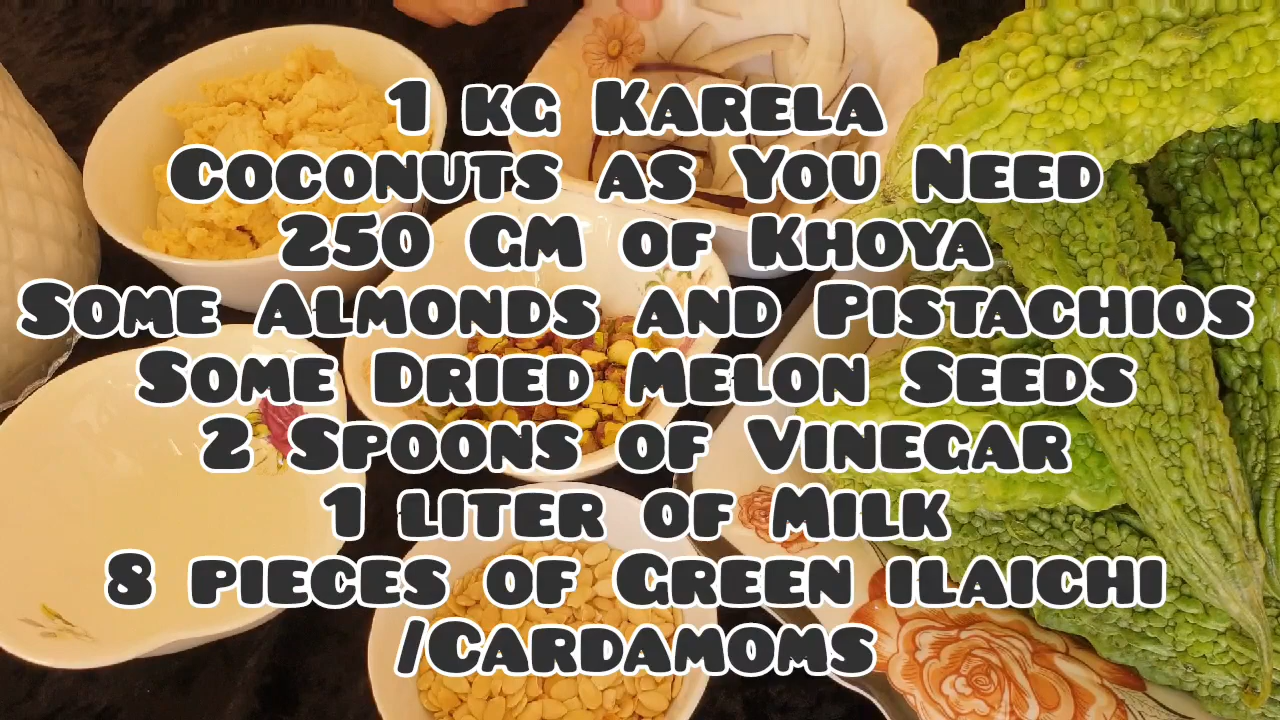 1 kg Karela
Coconuts as You Need
250 GM of Khoya
Some Almonds and Pistachios
Some Dried Melon Seeds
2 Spoons of Vinegar
1 liter of Milk
8 pieces of Green ilaichi
/Cardamoms